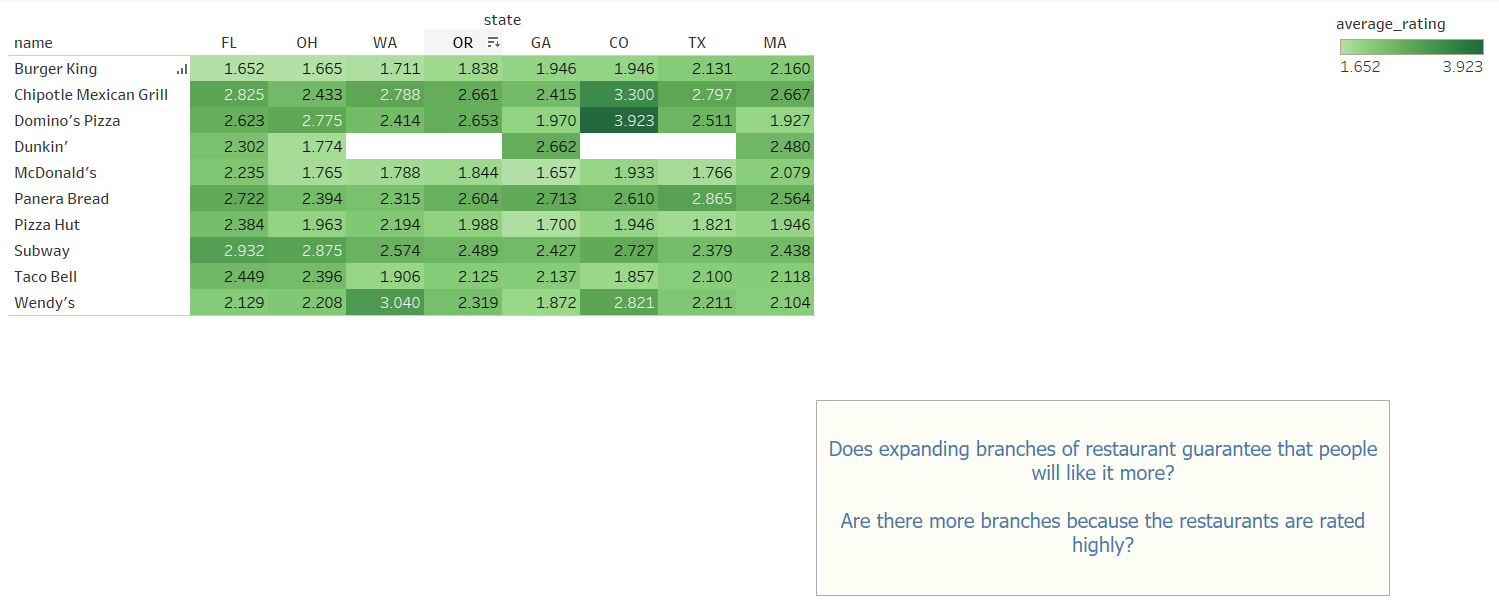 state
average_rating
name FL OH WA OR GA CO TX MA
1.652 3.923
Burger King 1.652 1.665 1.711 1.838 1.946 1.946 2.131 2.160
Chipotle Mexican Grill 2.825 2.433 2.788 2.661 2.415 3.300 2.797 2.667
Domino's Pizza 2.623 2.775 2.414 2.653 1.970 3.923 2.511 1.927
Dunkin' 2.302 1.774 2.662 2.480
McDonald's 2.235 1.765 1.788 1.844 1.657 1.933 1.766 2.079
Panera Bread 2.722 2.394 2.315 2.604 2.713 2.610 2.865 2.564
Pizza Hut 2.384 1.963 2.194 1.988 1.700 1.946 1.821 1.946
Subway 2.932 2.875 2.574 2.489 2.427 2.727 2.379 2.438
Taco Bell 2.449 2.396 1.906 2.125 2.137 1.857 2.100 2.118
Wendy's 2.129 2.208 3.040 2.319 1.872 2.821 2.211 2.104
Does expanding branches of restaurant guarantee that people
will like it more?
Are there more branches because the restaurants are rated
highly?